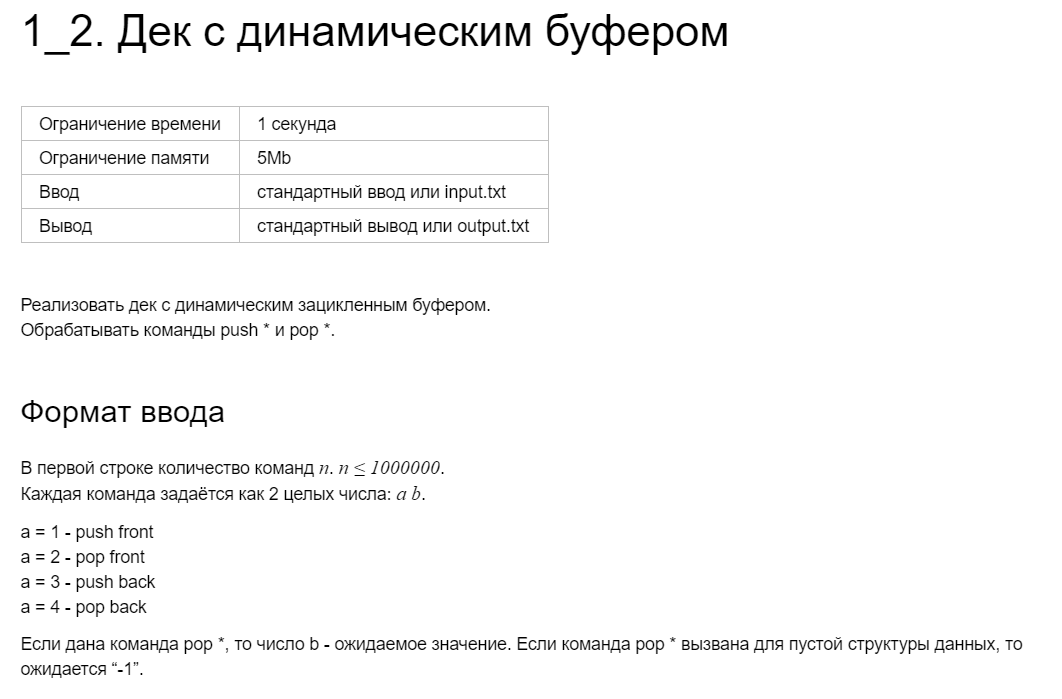 1_2. Дек с динамическим буфером
Ограничение времени 1 секунда
Ограничение памяти 5Mb
Ввод стандартный ввод или input.txt
Вывод стандартный вывод или output.txt
Реализовать дек с динамическим зацикленным буфером.
Обрабатывать команды push * и pop *.
Формат ввода
В первой строке количество команд n. n ≤ 1000000.
Каждая команда задаётся как 2 целых числа: a b.
a = 1 - push front
a = 2 - pop front
a = 3 - push back
a = 4 - pop back
Если дана команда pop *, то число b - ожидаемое значение. Если команда pop * вызвана для пустой структуры данных, то
ожидается “-1”.